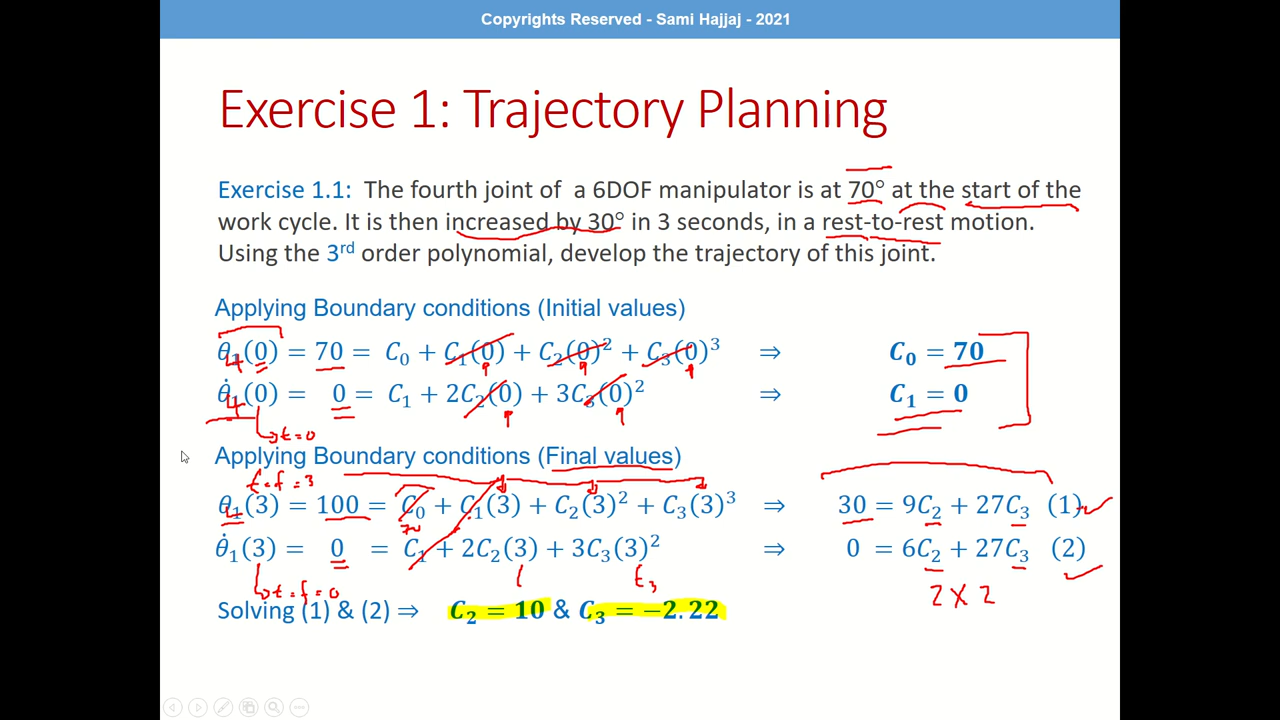 Copyrights Reserved - Sami Hajjaj - 2021
Exercise 1: Trajectory Planning
Exercise 1.1: The fourth joint of a 6DOF manipulator is at 70° at the start of the
work cycle. It is then increased by 30° in 3 seconds, in a rest-to-rest motion.
Using the 3rd order polynomial, develop the trajectory of this joint.
Applying Boundary conditions (Initial values)
θ₁(0) = 70 = C₀ + C₁(0) + C₂(0)² + C₃(0)³ ⇒ C₀ = 70
4
θ̇₁(0) = 0 = C₁ + 2C₂(0) + 3C₃(0)² ⇒ C₁ = 0
4
t=0
Applying Boundary conditions (Final values)
t=f=3
θ₁(3) = 100 = C₀ + C₁(3) + C₂(3)² + C₃(3)³ ⇒ 30 = 9C₂ + 27C₃ (1)
70
θ̇₁(3) = 0 = C₁ + 2C₂(3) + 3C₃(3)² ⇒ 0 = 6C₂ + 27C₃ (2)
t=f=0
2 x 2
Solving (1) & (2) ⇒ C₂ = 10 & C₃ = −2.22